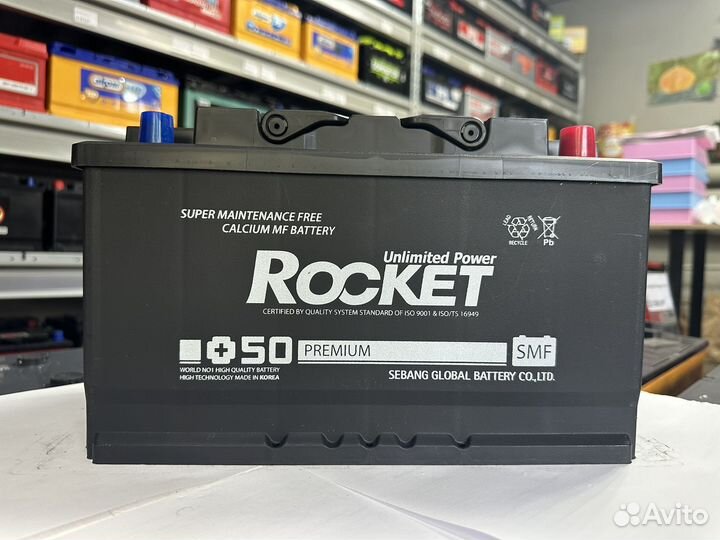 SUPER MAINTENANCE FREE
CALCIUM MF BATTERY
LEAD
RETURN
RECYCLE
Pb
Unlimited Power
ROCKET
CERTIFIED BY QUALITY SYSTEM STANDARD OF ISO 9001 & ISO/TS 16949
+50 PREMIUM SMF
WORLD NO1 HIGH QUALITY BATTERY
HIGH TECHNOLOGY MADE IN KOREA
SEBANG GLOBAL BATTERY CO.,LTD.
Avito